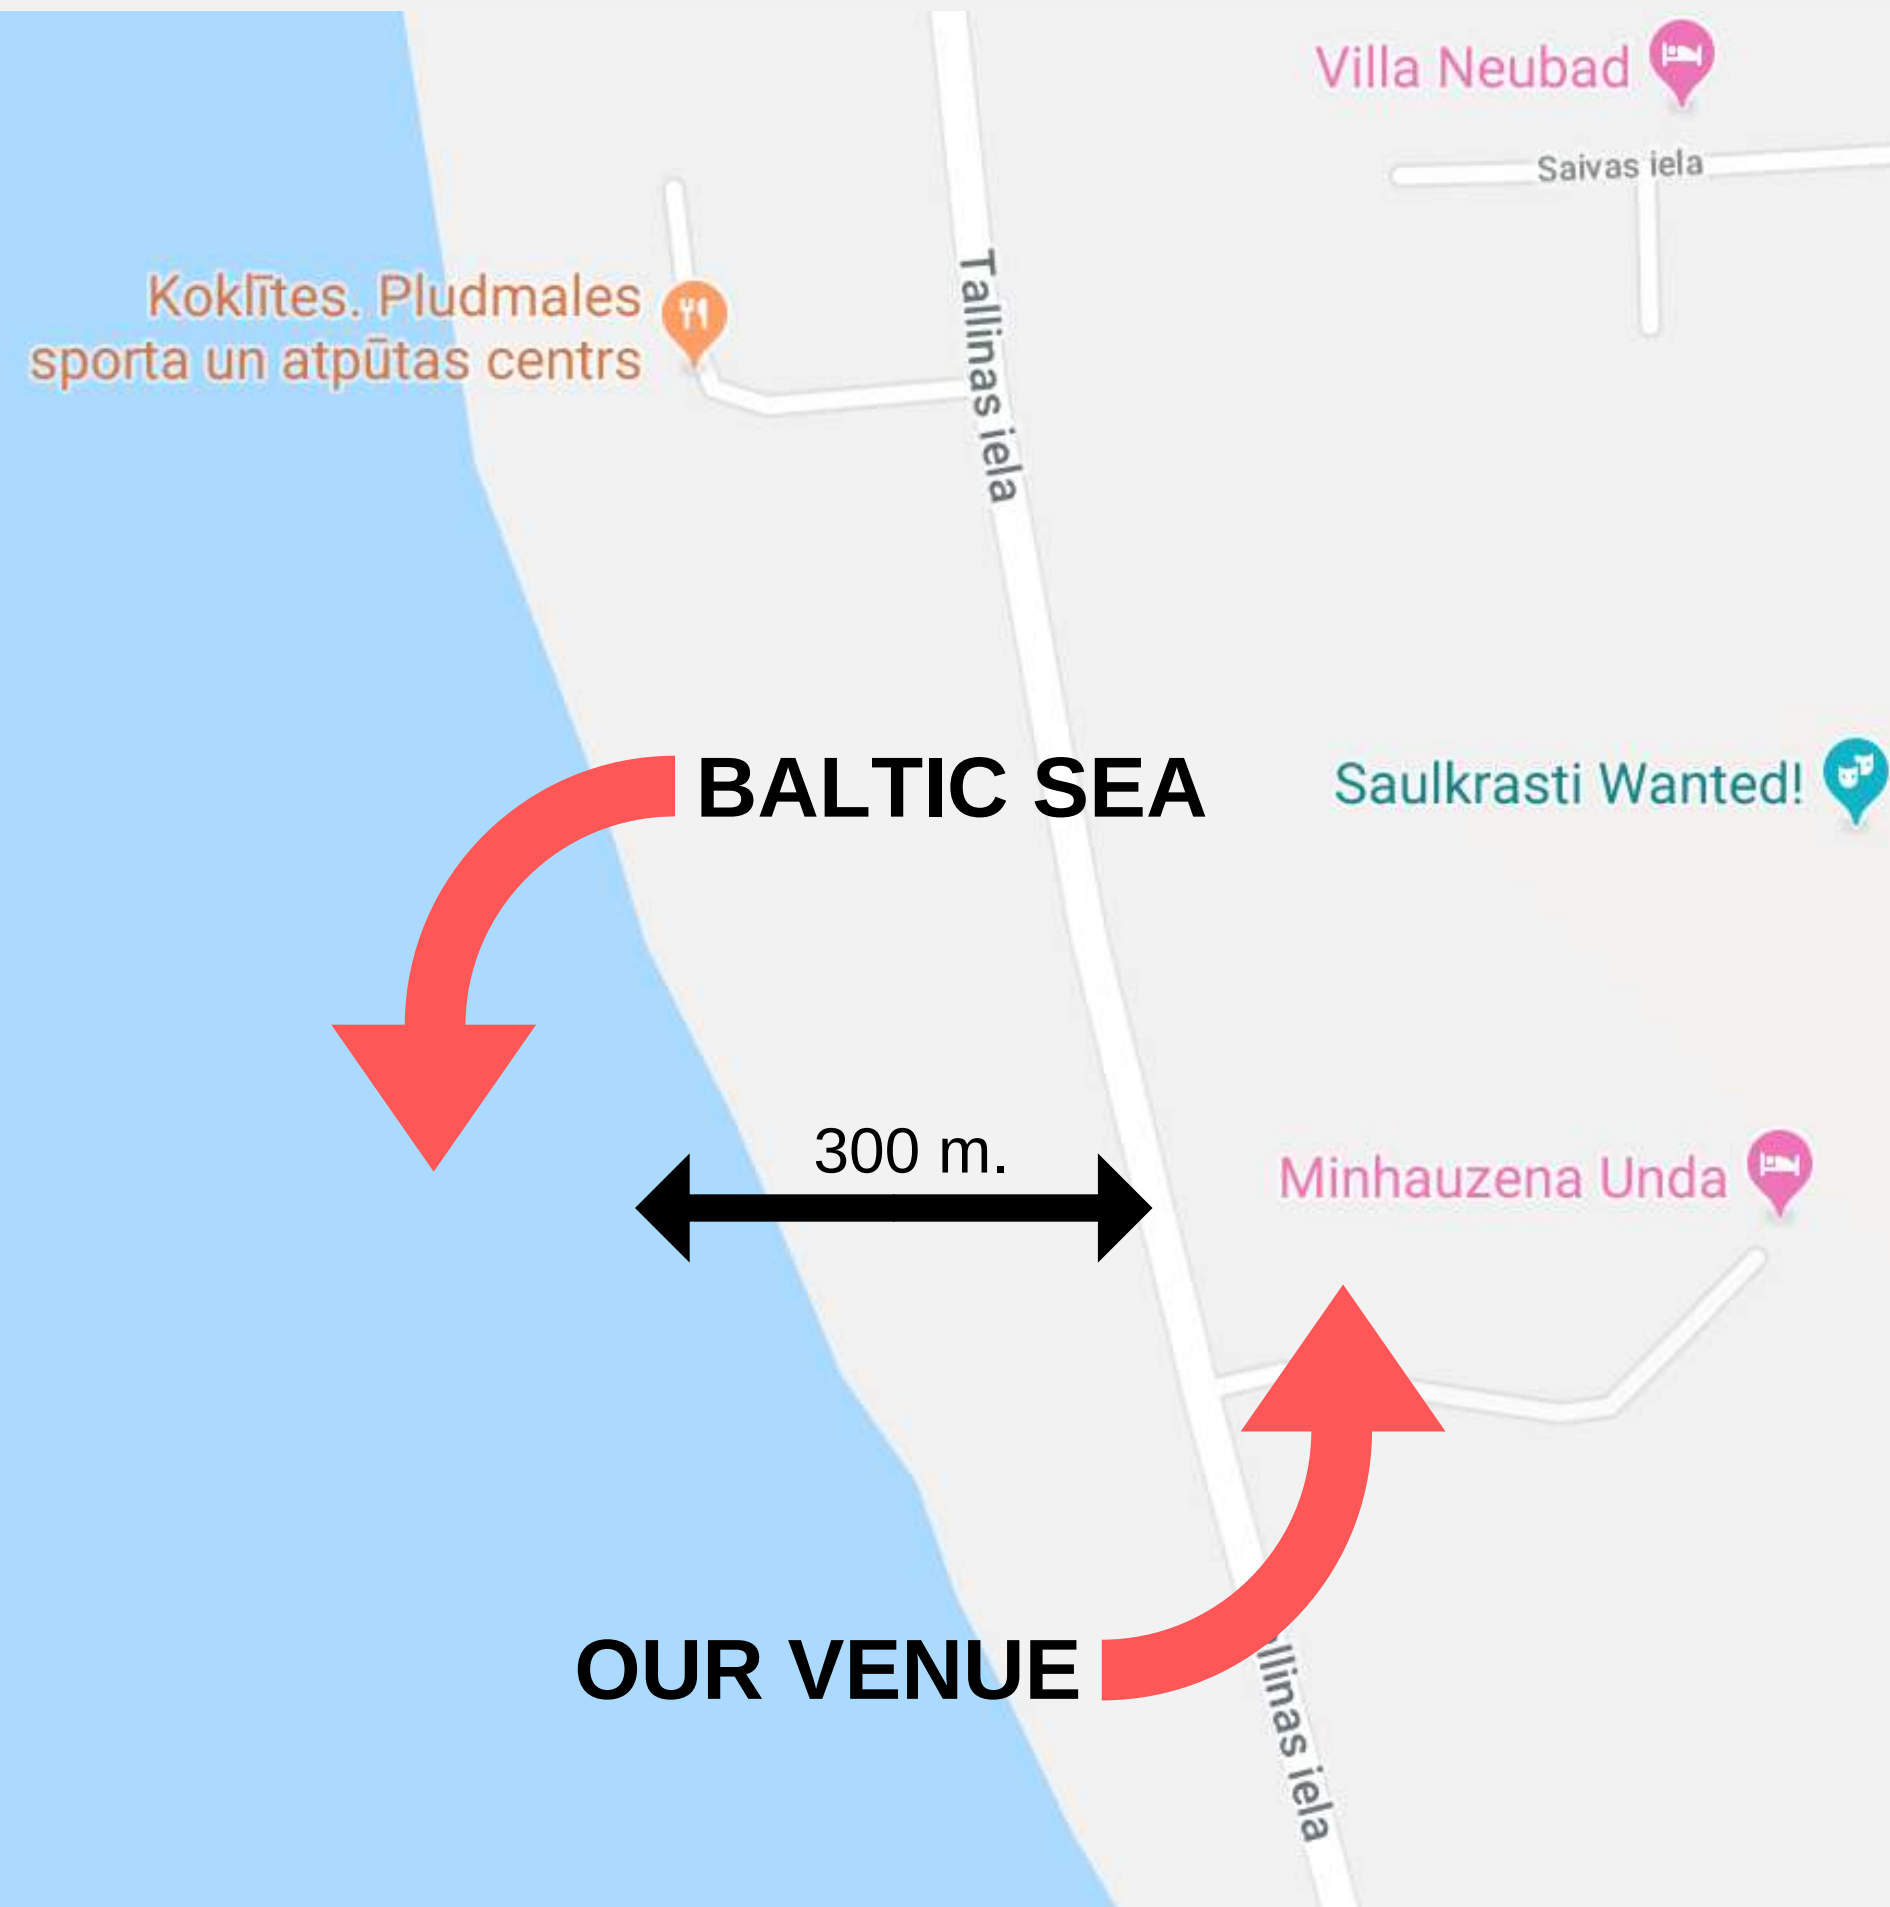 Villa Neubad
Saivas iela
Koklītes. Pludmales
sporta un atpūtas centrs
Tallinas iela
BALTIC SEA
Saulkrasti Wanted!
300 m.
Minhauzena Unda
OUR VENUE
llinas iela